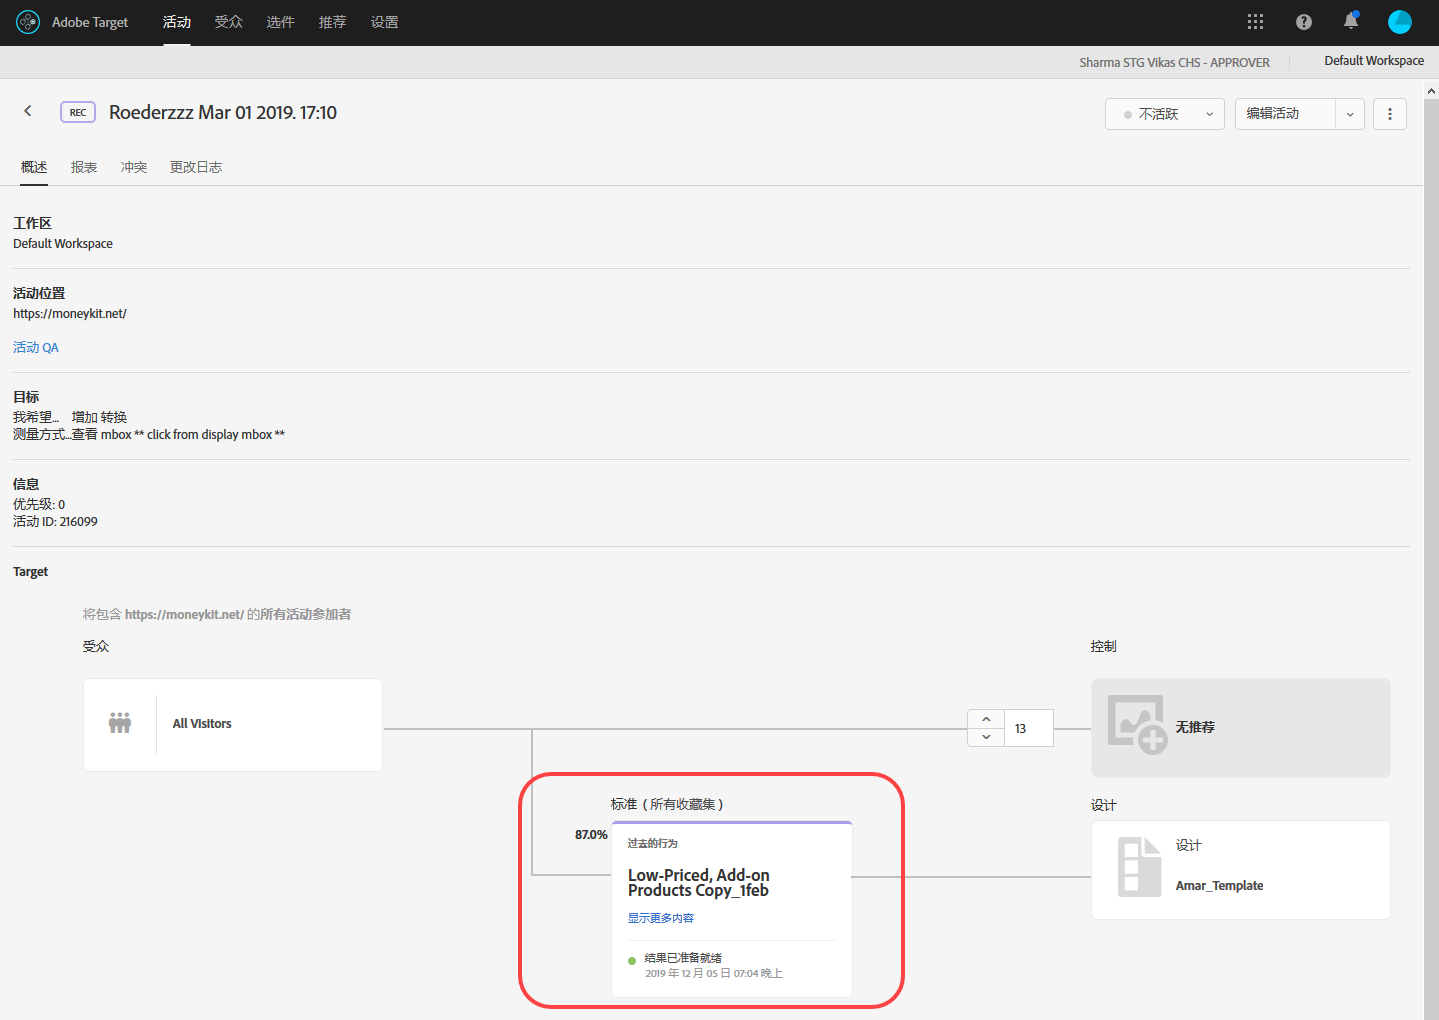 Adobe Target
活动
受众
选件
推荐
设置
Sharma STG Vikas CHS - APPROVER
Default Workspace
REC
Roederzzz Mar 01 2019. 17:10
不活跃
编辑活动
概述
报表
冲突
更改日志
工作区
Default Workspace
活动位置
https://moneykit.net/
活动 QA
目标
我希望... 增加 转换
测量方式...查看 mbox ** click from display mbox **
信息
优先级: 0
活动 ID: 216099
Target
将包含 https://moneykit.net/ 的所有活动参加者
受众
控制
All Visitors
13
无推荐
标准（所有收藏集）
设计
87.0%
过去的行为
Low-Priced, Add-on
Products Copy_1feb
显示更多内容
结果已准备就绪
2019 年 12 月 05 日 07:04 晚上
设计
Amar_Template